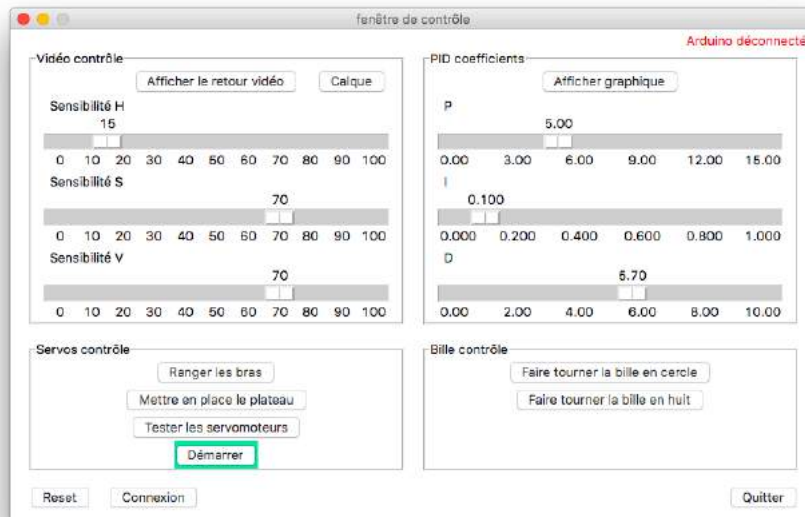 fenêtre de contrôle
Arduino déconnecté
Vidéo contrôle
Afficher le retour vidéo Calque
Sensibilité H
15
0 10 20 30 40 50 60 70 80 90 100
Sensibilité S
70
0 10 20 30 40 50 60 70 80 90 100
Sensibilité V
70
0 10 20 30 40 50 60 70 80 90 100
PID coefficients
Afficher graphique
P
5.00
0.00 3.00 6.00 9.00 12.00 15.00
I
0.100
0.000 0.200 0.400 0.600 0.800 1.000
D
5.70
0.00 2.00 4.00 6.00 8.00 10.00
Servos contrôle
Ranger les bras
Mettre en place le plateau
Tester les servomoteurs
Démarrer
Bille contrôle
Faire tourner la bille en cercle
Faire tourner la bille en huit
Reset Connexion Quitter